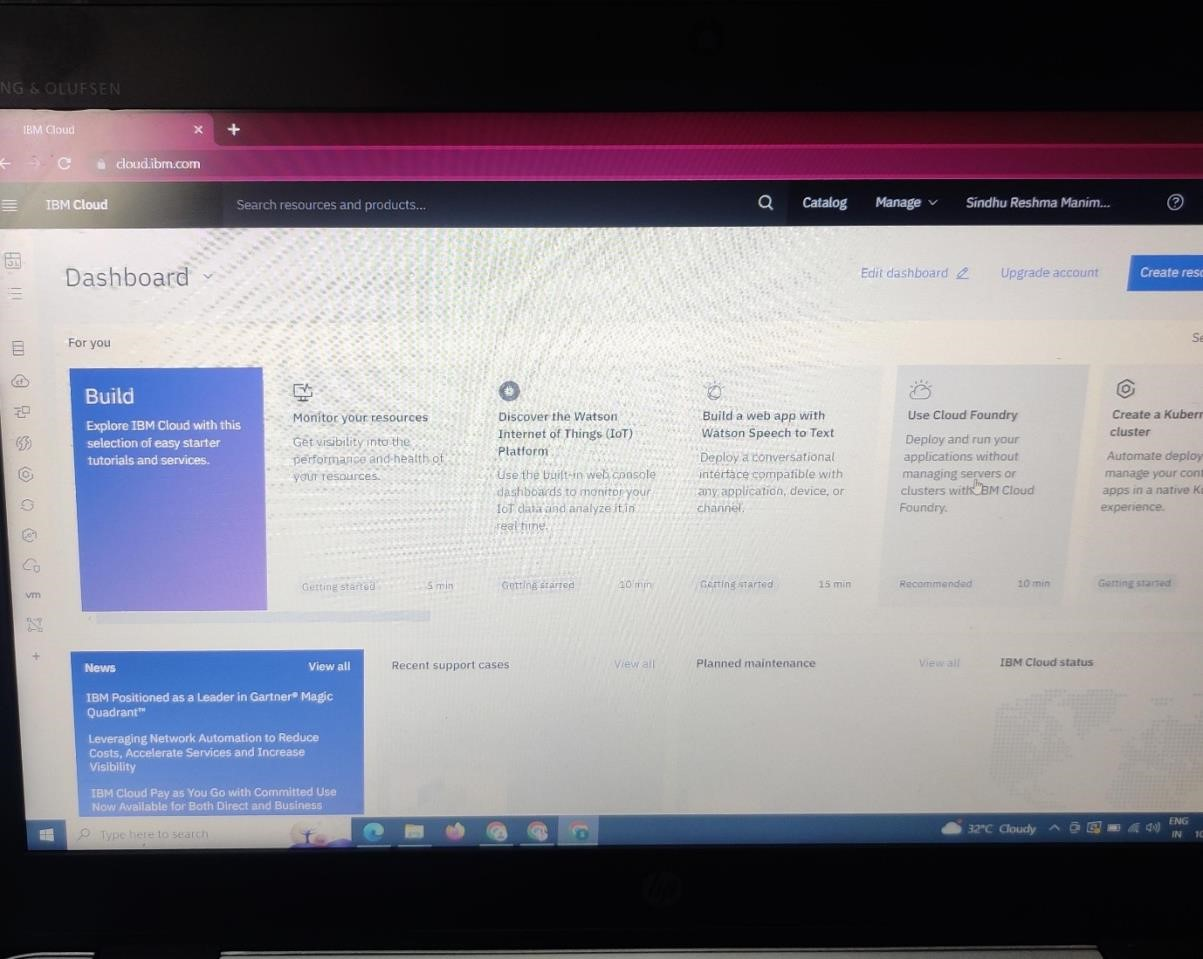 NG & OLUFSEN
IBM Cloud
cloud.ibm.com
IBM Cloud
Search resources and products...
Catalog
Manage
Sindhu Reshma Manim...
Dashboard
Edit dashboard
Upgrade account
Create reso
For you
Se
Build
Explore IBM Cloud with this
selection of easy starter
tutorials and services.
Monitor your resources
Get visibility into the
performance and health of
your resources.
Getting started
5 min
Discover the Watson
Internet of Things (IoT)
Platform
Use the built-in web console
dashboards to monitor your
IoT data and analyze it in
real time.
Getting started
10 min
Build a web app with
Watson Speech to Text
Deploy a conversational
interface compatible with
any application, device, or
channel.
Getting started
15 min
Use Cloud Foundry
Deploy and run your
applications without
managing servers or
clusters with IBM Cloud
Foundry.
Recommended
10 min
Create a Kubern
cluster
Automate deploy
manage your cont
apps in a native K
experience.
Getting started
vm
News
View all
IBM Positioned as a Leader in Gartner® Magic
Quadrant™
Leveraging Network Automation to Reduce
Costs, Accelerate Services and Increase
Visibility
IBM Cloud Pay as You Go with Committed Use
Now Available for Both Direct and Business
Recent support cases
View all
Planned maintenance
View all
IBM Cloud status
Type here to search
32°C Cloudy
ENG
IN
10
hp